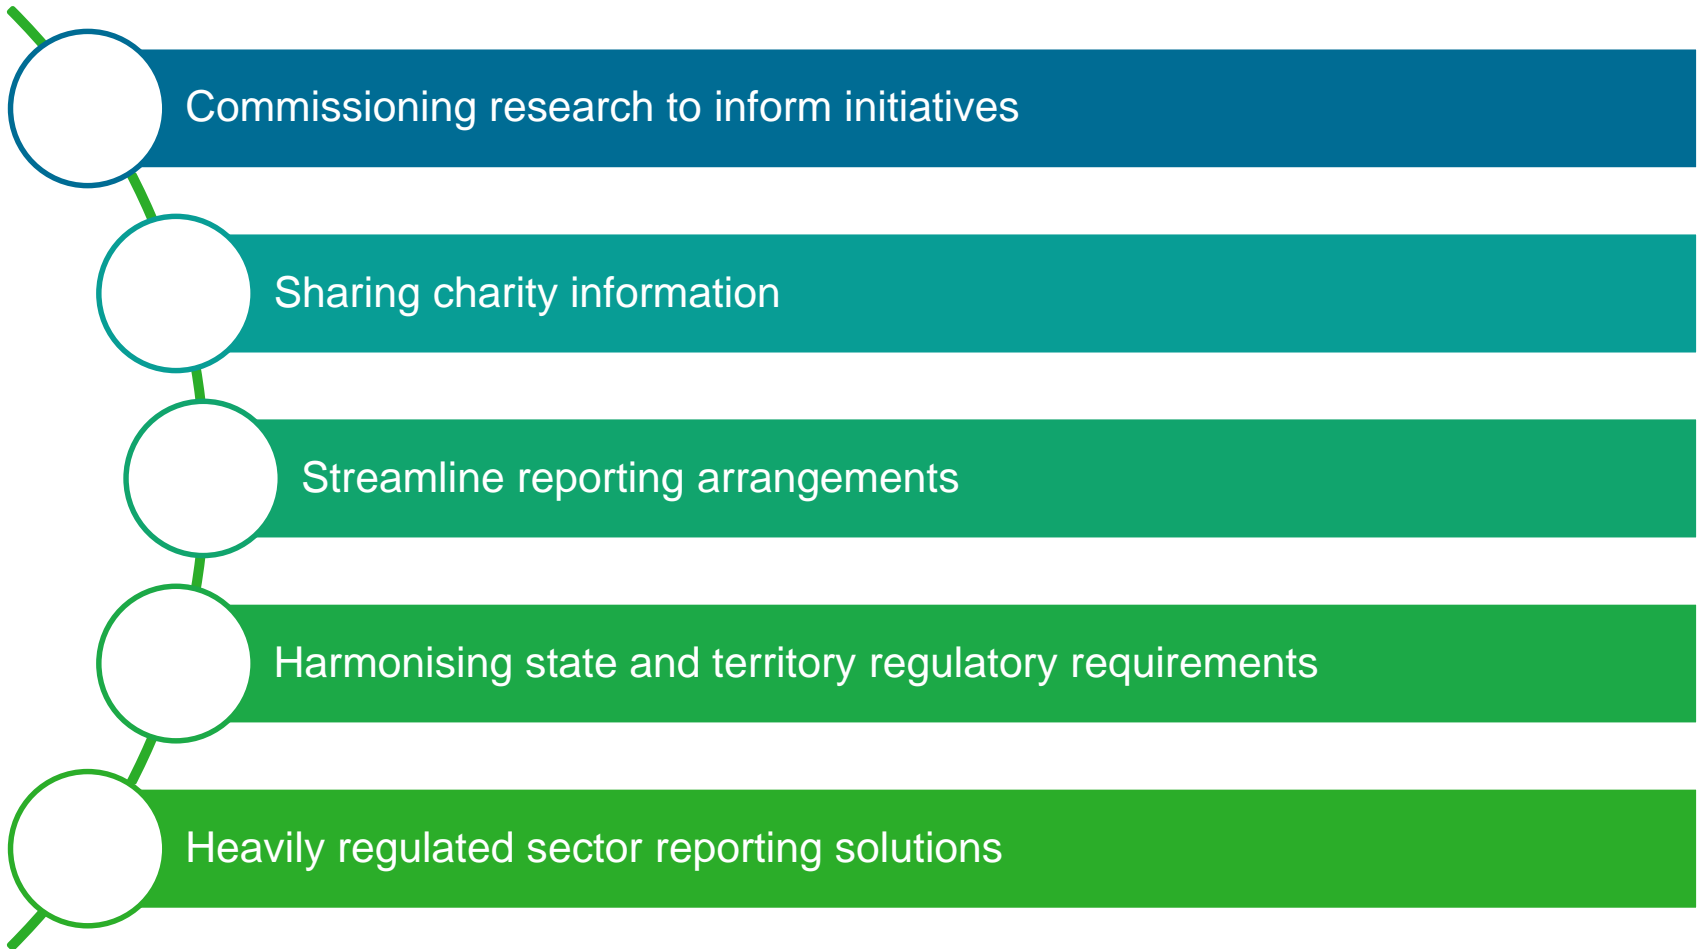 Commissioning research to inform initiatives
Sharing charity information
Streamline reporting arrangements
Harmonising state and territory regulatory requirements
Heavily regulated sector reporting solutions